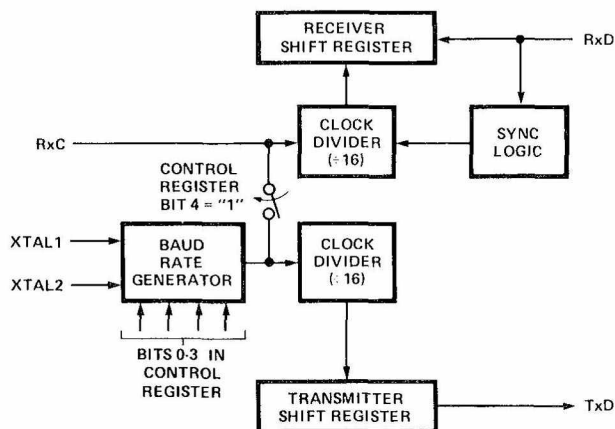 RECEIVER
SHIFT REGISTER
RxD
RxC
CLOCK
DIVIDER
(÷16)
SYNC
LOGIC
CONTROL
REGISTER
BIT 4 = "1"
XTAL1
XTAL2
BAUD
RATE
GENERATOR
CLOCK
DIVIDER
(÷16)
BITS 0-3 IN
CONTROL
REGISTER
TRANSMITTER
SHIFT REGISTER
TxD